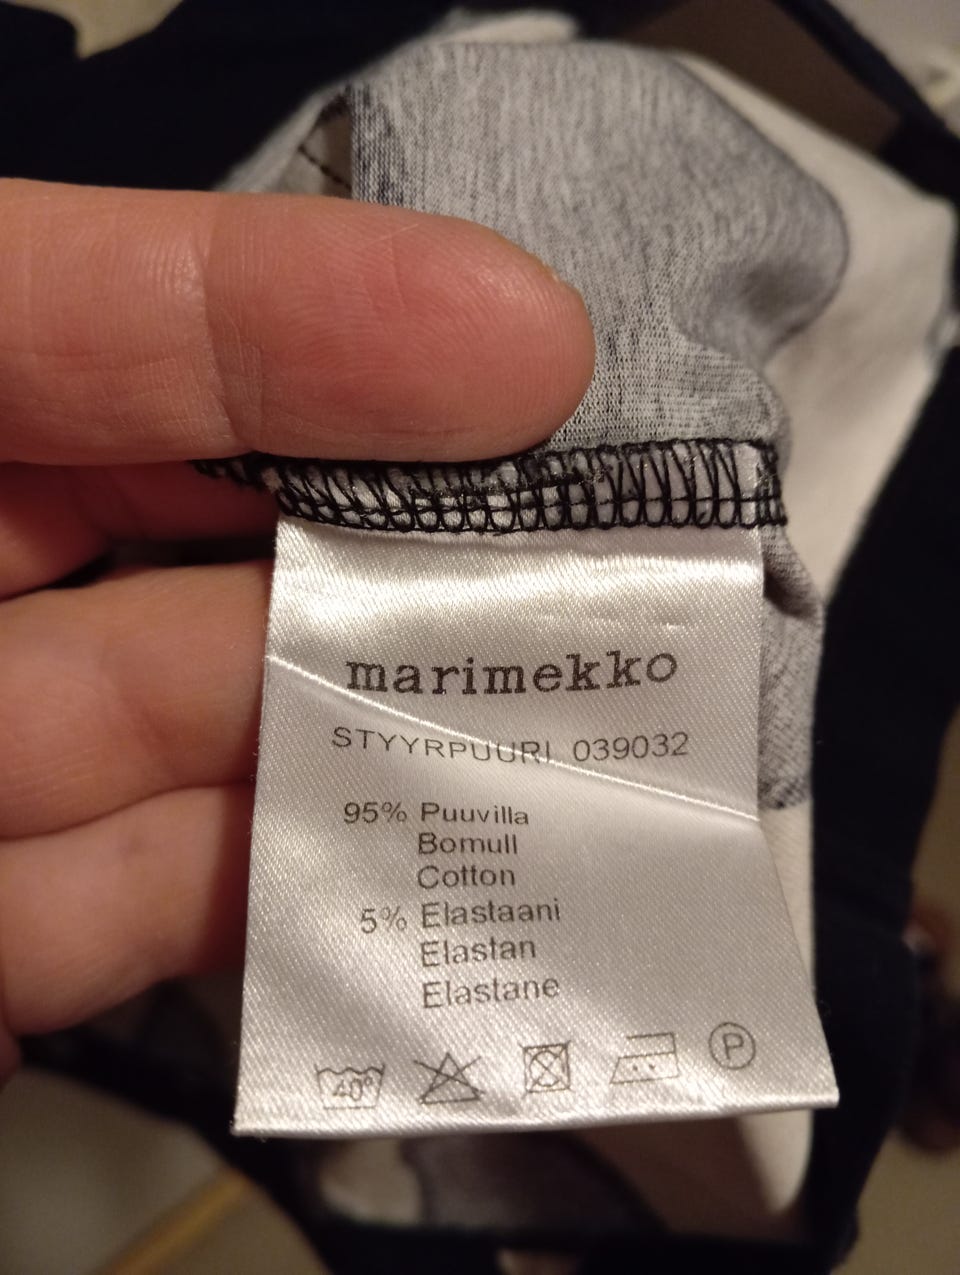 marimekko
STYYRPUURI 039032
95% Puuvilla
Bomull
Cotton
5% Elastaani
Elastan
Elastane
40° P